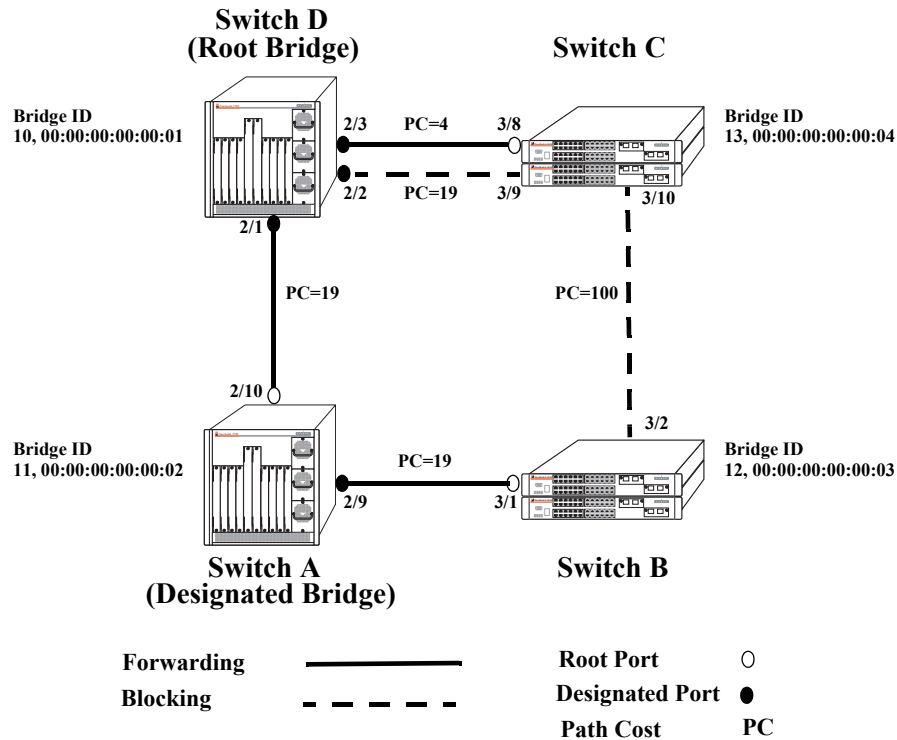 Switch D
(Root Bridge)
Switch C
Bridge ID
10, 00:00:00:00:00:01
2/3
PC=4
3/8
Bridge ID
13, 00:00:00:00:00:04
2/2
PC=19
3/9
3/10
2/1
PC=19
PC=100
2/10
3/2
Bridge ID
11, 00:00:00:00:00:02
PC=19
Bridge ID
12, 00:00:00:00:00:03
2/9
3/1
Switch A
(Designated Bridge)
Switch B
Forwarding
Root Port
Blocking
Designated Port
Path Cost
PC